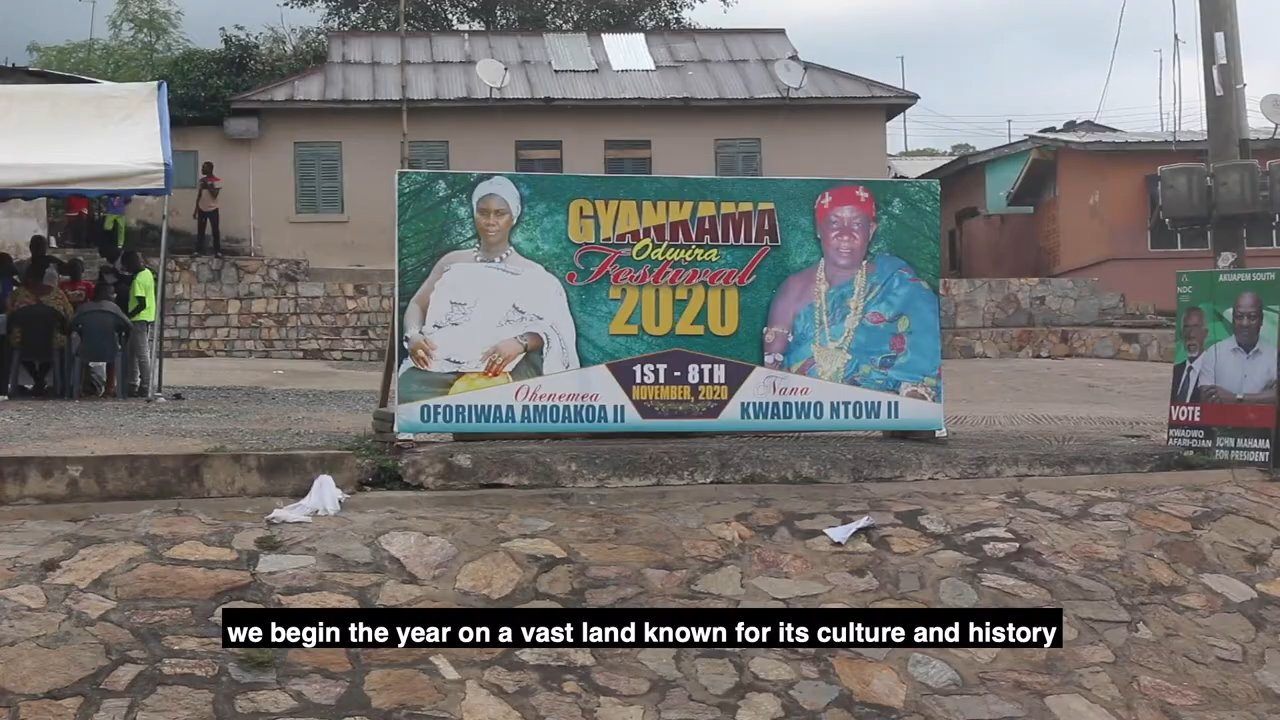 GYANKAMA
Odwira
Festival
2020
1ST - 8TH
NOVEMBER, 2020
Ohenemea
OFORIWAA AMOAKOA II
Nana
KWADWO NTOW II
AKUAPEM SOUTH
NDC
VOTE
KWADWO
AFARI-DJAN
JOHN MAHAMA
FOR PRESIDENT
we begin the year on a vast land known for its culture and history